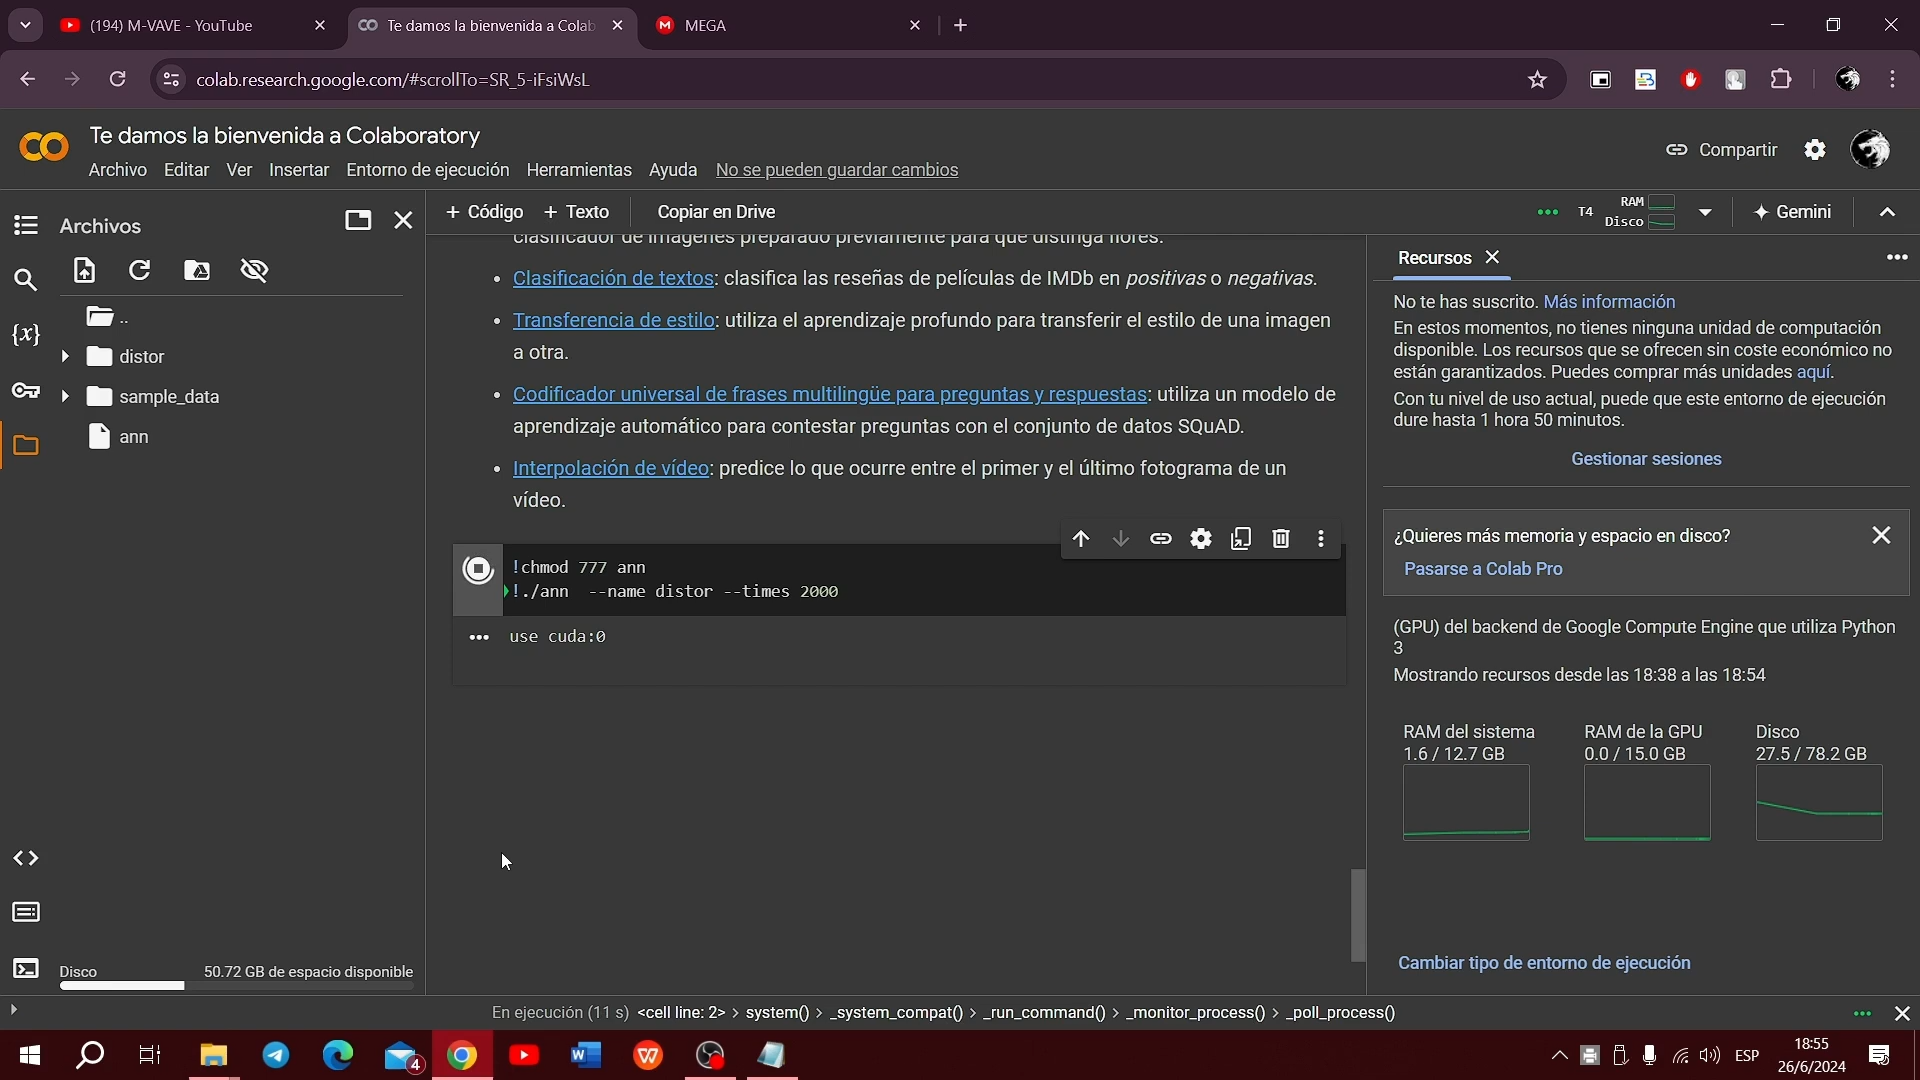 (194) M-VAVE - YouTube
Te damos la bienvenida a Colab
MEGA
colab.research.google.com/#scrollTo=SR_5-iFsiWsL
Te damos la bienvenida a Colaboratory
Archivo Editar Ver Insertar Entorno de ejecución Herramientas Ayuda No se pueden guardar cambios
Compartir
Archivos
+ Código + Texto Copiar en Drive
T4 RAM
Disco
Gemini
..
distor
sample_data
ann
Disco 50.72 GB de espacio disponible
clasificador de imágenes preparado previamente para que distinga flores.
• Clasificación de textos: clasifica las reseñas de películas de IMDb en positivas o negativas.
• Transferencia de estilo: utiliza el aprendizaje profundo para transferir el estilo de una imagen
a otra.
• Codificador universal de frases multilingüe para preguntas y respuestas: utiliza un modelo de
aprendizaje automático para contestar preguntas con el conjunto de datos SQuAD.
• Interpolación de vídeo: predice lo que ocurre entre el primer y el último fotograma de un
vídeo.
!chmod 777 ann
!./ann --name distor --times 2000
use cuda:0
Recursos
No te has suscrito. Más información
En estos momentos, no tienes ninguna unidad de computación
disponible. Los recursos que se ofrecen sin coste económico no
están garantizados. Puedes comprar más unidades aquí.
Con tu nivel de uso actual, puede que este entorno de ejecución
dure hasta 1 hora 50 minutos.
Gestionar sesiones
¿Quieres más memoria y espacio en disco?
Pasarse a Colab Pro
(GPU) del backend de Google Compute Engine que utiliza Python
3
Mostrando recursos desde las 18:38 a las 18:54
RAM del sistema
1.6 / 12.7 GB
RAM de la GPU
0.0 / 15.0 GB
Disco
27.5 / 78.2 GB
Cambiar tipo de entorno de ejecución
En ejecución (11 s) <cell line: 2> > system() > _system_compat() > _run_command() > _monitor_process() > _poll_process()
4
ESP
18:55
26/6/2024